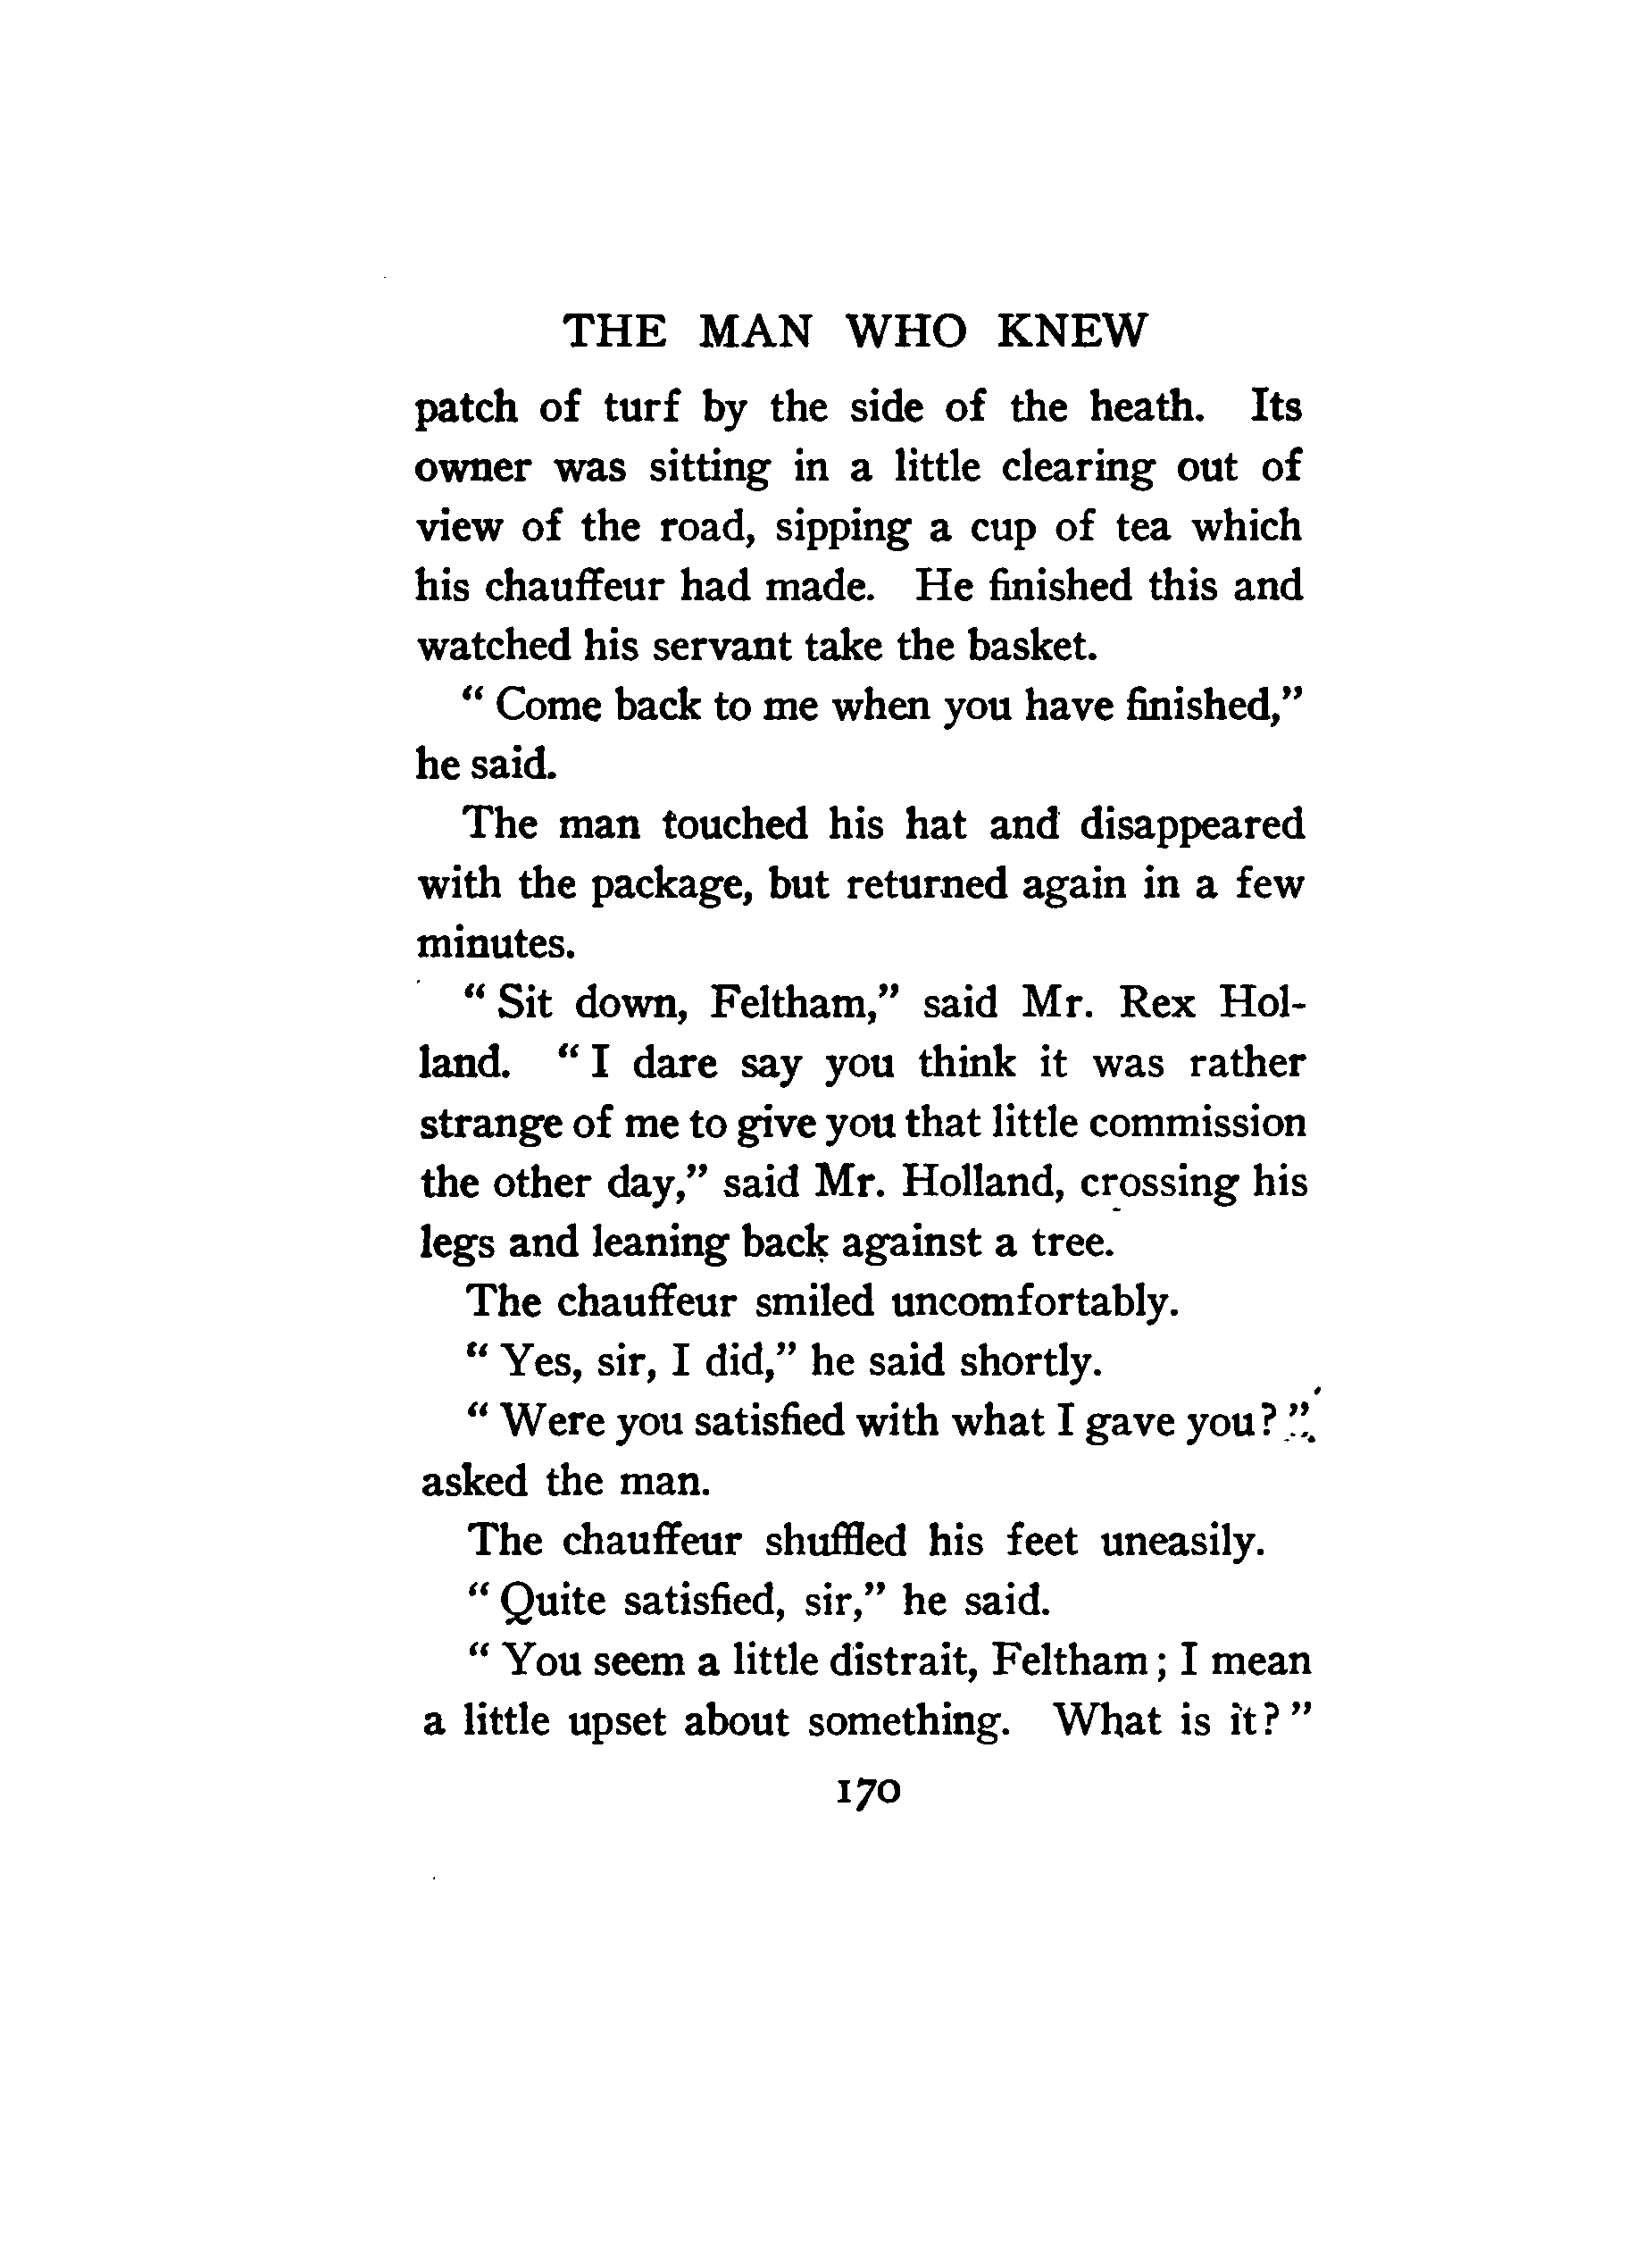 THE MAN WHO KNEW
patch of turf by the side of the heath. Its
owner was sitting in a little clearing out of
view of the road, sipping a cup of tea which
his chauffeur had made. He finished this and
watched his servant take the basket.
“ Come back to me when you have finished,”
he said.
The man touched his hat and disappeared
with the package, but returned again in a few
minutes.
“ Sit down, Feltham,” said Mr. Rex Hol-
land. “ I dare say you think it was rather
strange of me to give you that little commission
the other day,” said Mr. Holland, crossing his
legs and leaning back against a tree.
The chauffeur smiled uncomfortably.
“ Yes, sir, I did,” he said shortly.
“ Were you satisfied with what I gave you? ”
asked the man.
The chauffeur shuffled his feet uneasily.
“ Quite satisfied, sir,” he said.
“ You seem a little distrait, Feltham; I mean
a little upset about something. What is it? ”
170